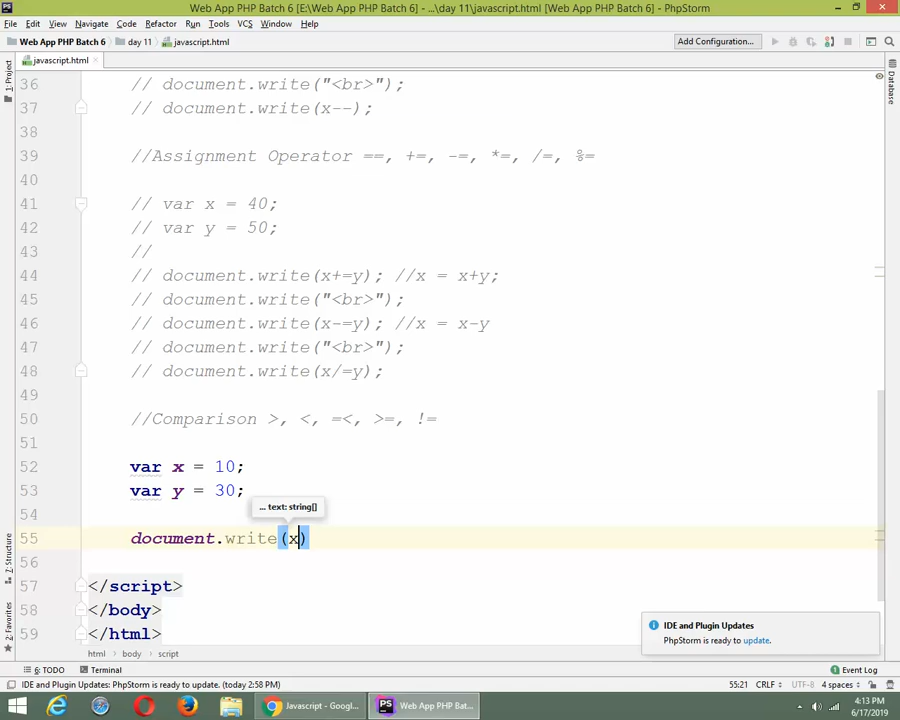 Web App PHP Batch 6 [E:\Web App PHP Batch 6] - ...\day 11\javascript.html [Web App PHP Batch 6] - PhpStorm
File Edit View Navigate Code Refactor Run Tools VCS Window Help
Web App PHP Batch 6 day 11 javascript.html Add Configuration...
javascript.html
1: Project
Database
36 // document.write("<br>");
37 // document.write(x--);
38
39 //Assignment Operator ==, +=, -=, *=, /=, %=
40
41 // var x = 40;
42 // var y = 50;
43 //
44 // document.write(x+=y); //x = x+y;
45 // document.write("<br>");
46 // document.write(x-=y); //x = x-y
47 // document.write("<br>");
48 // document.write(x/=y);
49
50 //Comparison >, <, =<, >=, !=
51
52 var x = 10;
53 var y = 30;
54
... text: string[]
55 document.write(x)
56
57 </script>
58 </body>
59 </html>
7: Structure
2: Favorites
IDE and Plugin Updates
PhpStorm is ready to update.
html body script
6: TODO Terminal Event Log
IDE and Plugin Updates: PhpStorm is ready to update. (today 2:58 PM) 55:21 CRLF UTF-8 4 spaces
Javascript - Googl... Web App PHP Bat...
4:13 PM
6/17/2019